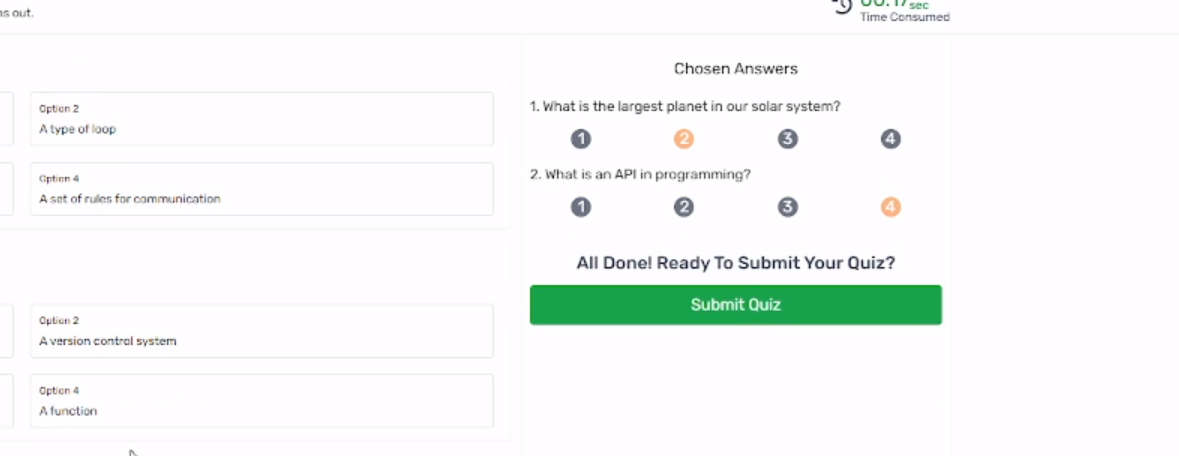 ns out.
00:17sec
Time Consumed
Option 2
A type of loop
Option 4
A set of rules for communication
Option 2
A version control system
Option 4
A function
Chosen Answers
1. What is the largest planet in our solar system?
1 2 3 4
2. What is an API in programming?
1 2 3 4
All Done! Ready To Submit Your Quiz?
Submit Quiz